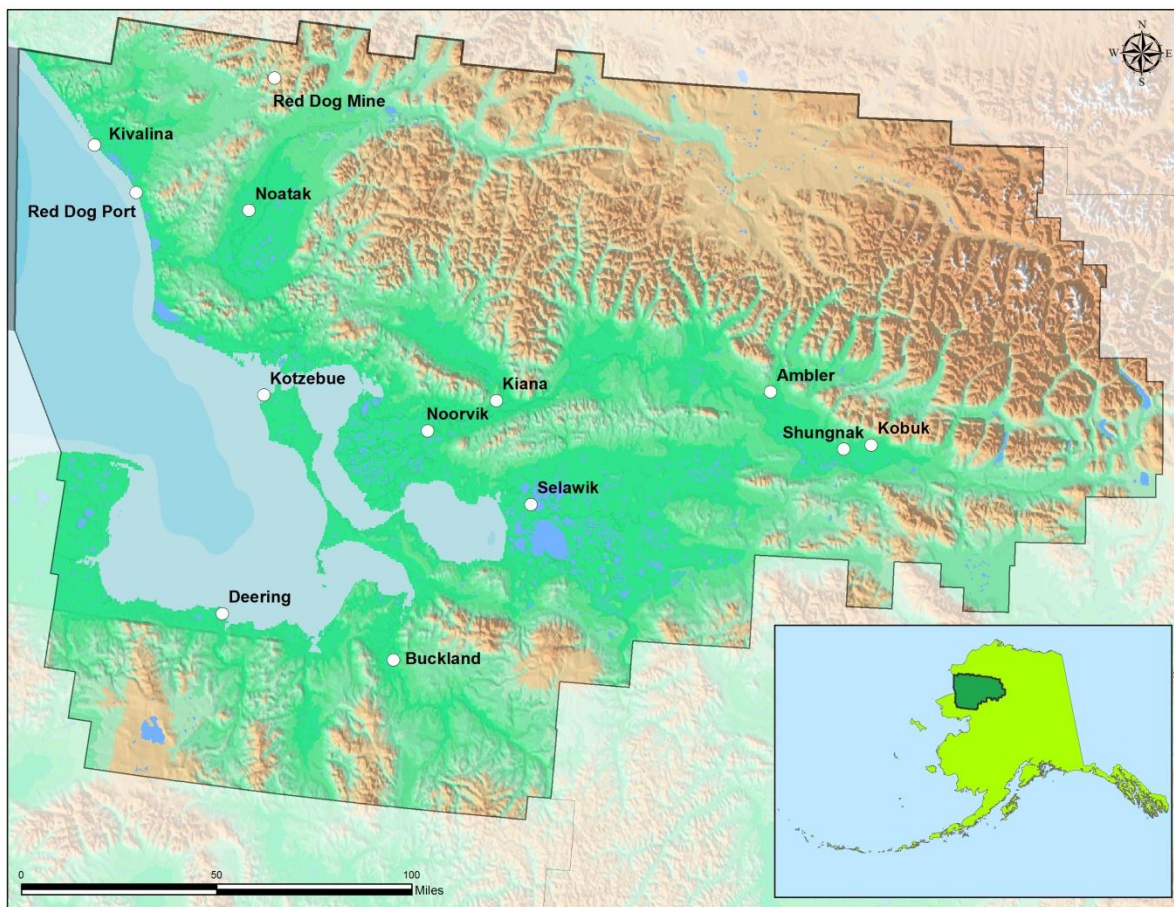 N
W E
S
Red Dog Mine
Kivalina
Noatak
Red Dog Port
Kotzebue
Kiana
Ambler
Noorvik
Shungnak
Kobuk
Selawik
Deering
Buckland
0 50 100
Miles